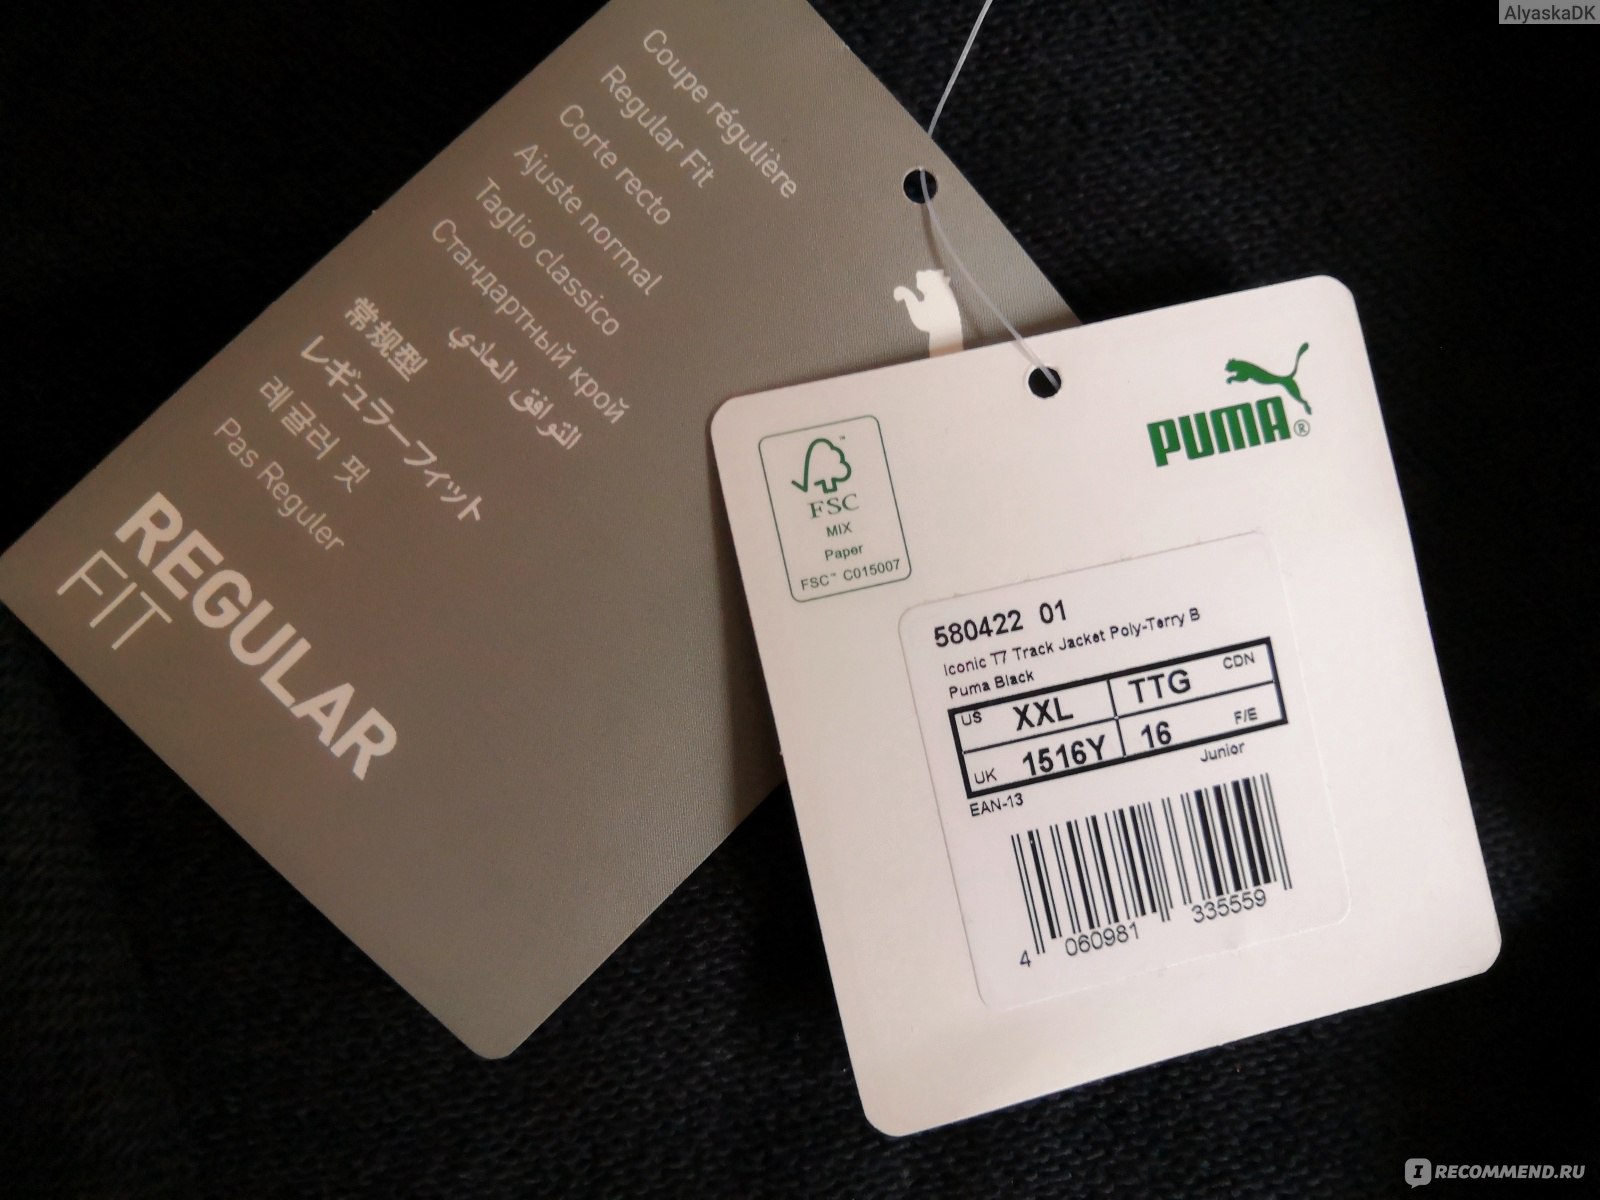 AlyaskaDK
Coupe régulière
Regular Fit
Corte recto
Ajuste normal
Taglio classico
Стандартный крой
التوافق العادي
常规型
レギュラーフィット
레귤러 핏
Pas Reguler
REGULAR
FIT
PUMA®
FSC™
MIX
Paper
FSC™ C015007
580422 01
Iconic T7 Track Jacket Poly-Terry B
Puma Black
US XXL TTG CDN
UK 1516Y 16 F/E
Junior
EAN-13
4 060981 335559
IRECOMMEND.RU